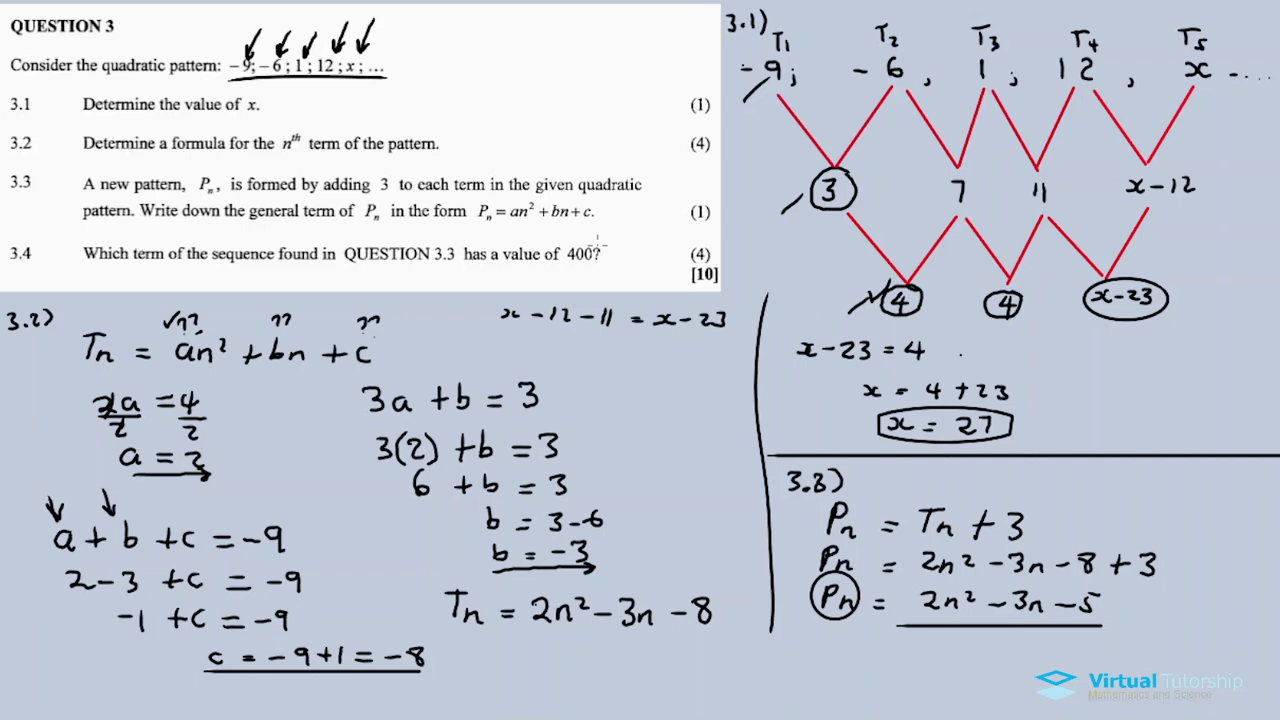 QUESTION 3
Consider the quadratic pattern: −9; −6 ; 1 ; 12 ; x ; ...
3.1 Determine the value of x. (1)
3.2 Determine a formula for the nᵗʰ term of the pattern. (4)
3.3 A new pattern, Pₙ, is formed by adding 3 to each term in the given quadratic
pattern. Write down the general term of Pₙ in the form Pₙ = an² + bn + c. (1)
3.4 Which term of the sequence found in QUESTION 3.3 has a value of 400? (4)
[10]
3.1)
T₁ T₂ T₃ T₄ T₅
-9; -6, 1; 12, x ....
3 7 11 x-12
4 4 x-23
x-23 = 4
x = 4 + 23
x = 27
3.2)
√?? ?? ??
Tn = an² + bn + c
2a/2 = 4/2
a = 2
a + b + c = -9
2-3 + c = -9
-1 + c = -9
c = -9+1 = -8
x - 12 - 11 = x - 23
3a + b = 3
3(2) + b = 3
6 + b = 3
b = 3-6
b = -3
Tn = 2n² - 3n - 8
3.3)
Pn = Tn + 3
Pn = 2n² - 3n - 8 + 3
Pn = 2n² - 3n - 5
Virtual Tutorship
Mathematics and Science